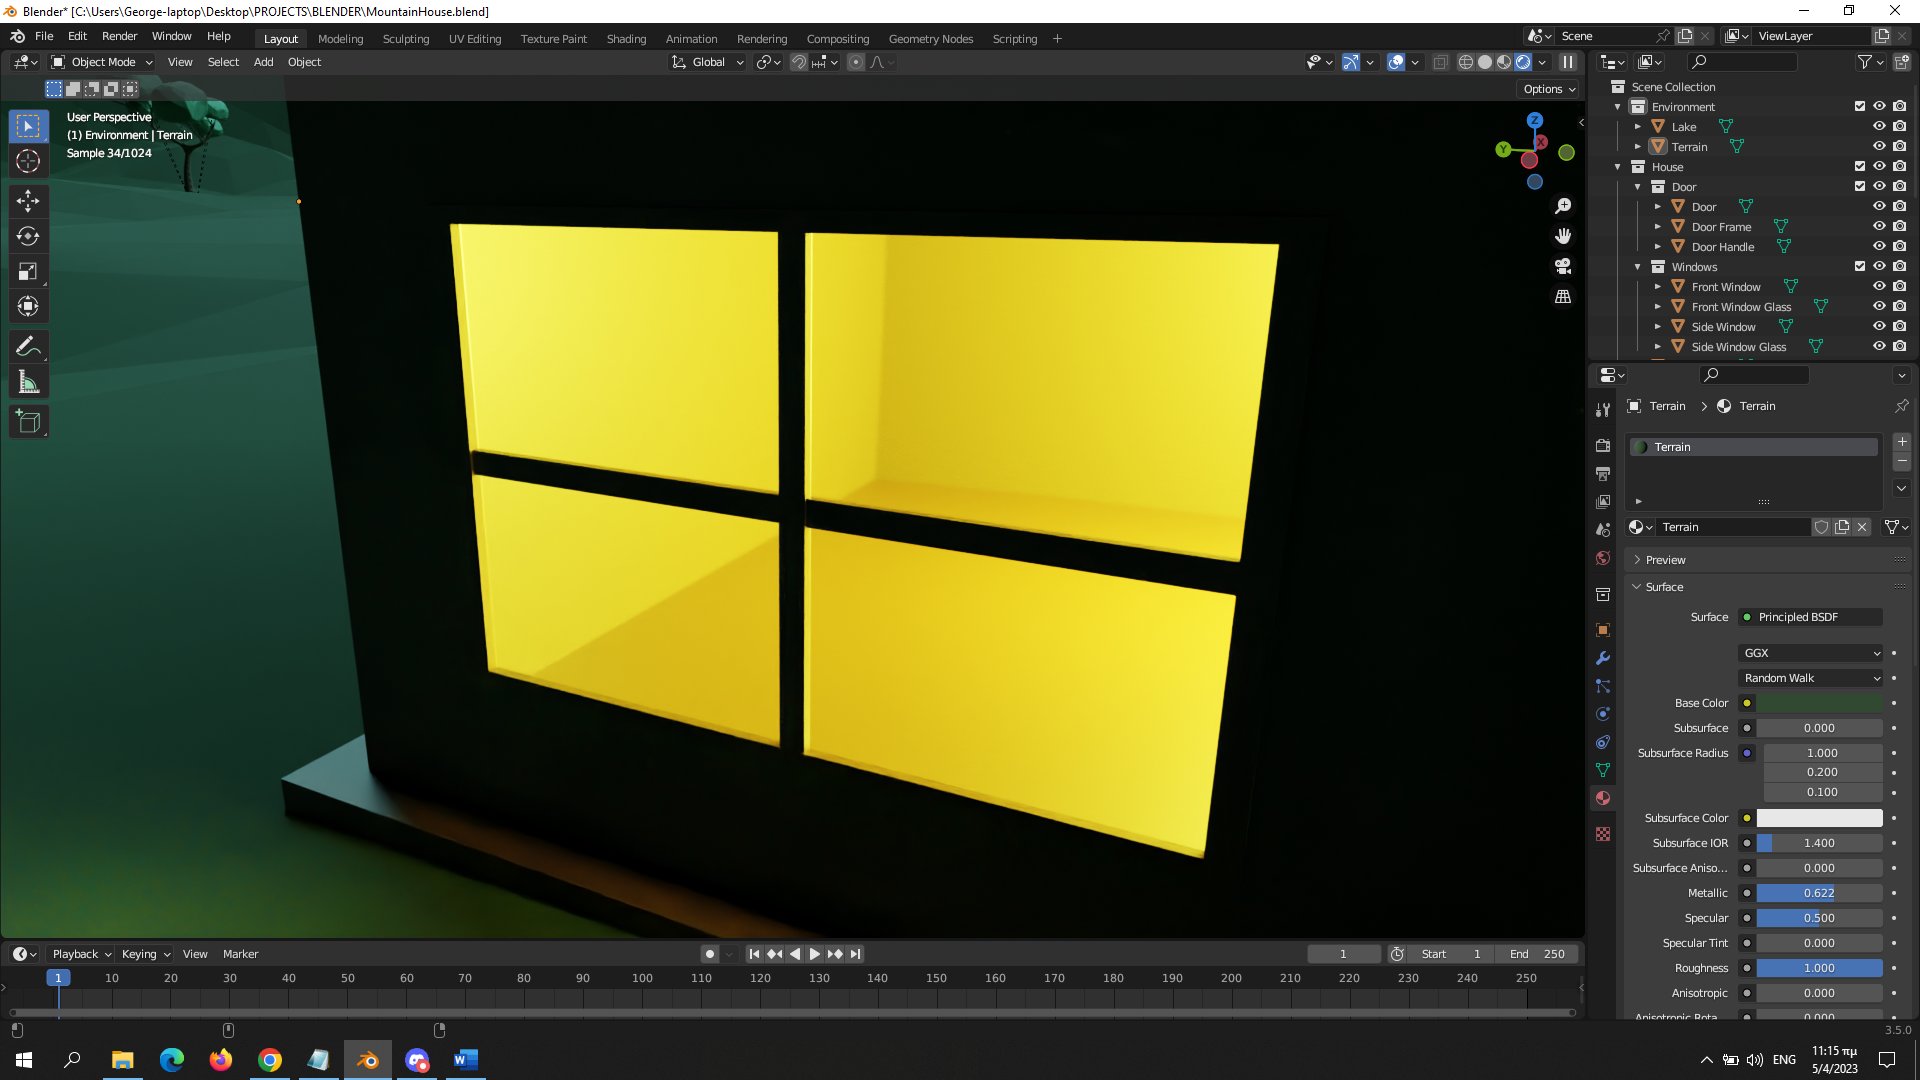 Blender* [C:\Users\George-laptop\Desktop\PROJECTS\BLENDER\MountainHouse.blend]
File Edit Render Window Help Layout Modeling Sculpting UV Editing Texture Paint Shading Animation Rendering Compositing Geometry Nodes Scripting Scene ViewLayer
Object Mode View Select Add Object Global
Options
User Perspective
(1) Environment | Terrain
Sample 34/1024
Z
X
Y
Scene Collection
Environment
Lake
Terrain
House
Door
Door
Door Frame
Door Handle
Windows
Front Window
Front Window Glass
Side Window
Side Window Glass
Terrain Terrain
Terrain
Terrain
Preview
Surface
Surface Principled BSDF
GGX
Random Walk
Base Color
Subsurface 0.000
Subsurface Radius 1.000
0.200
0.100
Subsurface Color
Subsurface IOR 1.400
Subsurface Aniso... 0.000
Metallic 0.622
Specular 0.500
Specular Tint 0.000
Roughness 1.000
Anisotropic 0.000
Anisotropic Rota... 0.000
Playback Keying View Marker 1 Start 1 End 250
1 10 20 30 40 50 60 70 80 90 100 110 120 130 140 150 160 170 180 190 200 210 220 230 240 250
3.5.0
ENG
11:15 πμ
5/4/2023